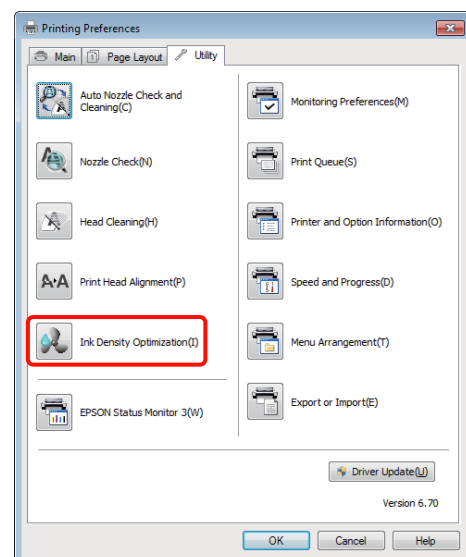 Printing Preferences
Main
Page Layout
Utility
Auto Nozzle Check and
Cleaning(C)
Nozzle Check(N)
Head Cleaning(H)
Print Head Alignment(P)
Ink Density Optimization(I)
EPSON Status Monitor 3(W)
Monitoring Preferences(M)
Print Queue(S)
Printer and Option Information(O)
Speed and Progress(D)
Menu Arrangement(T)
Export or Import(E)
Driver Update(U)
Version 6.70
OK
Cancel
Help